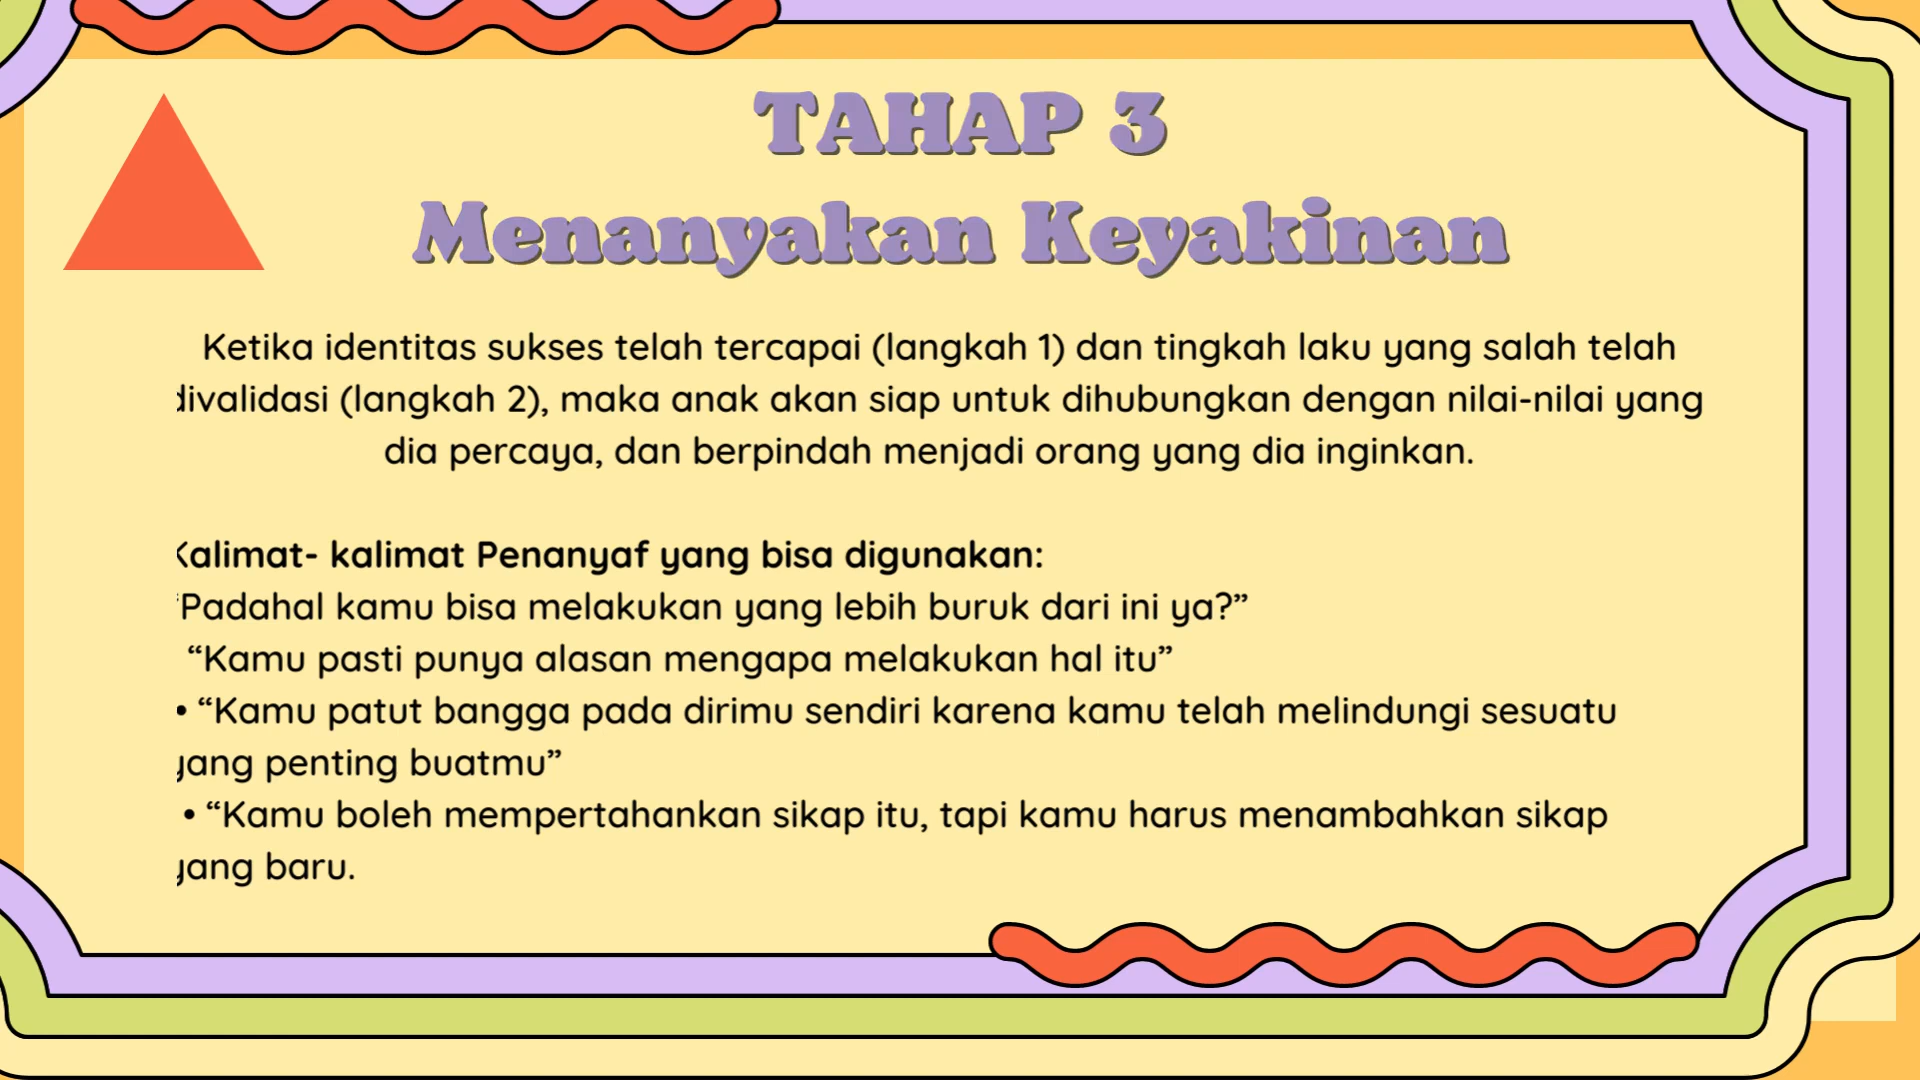 TAHAP 3
Menanyakan Keyakinan
Ketika identitas sukses telah tercapai (langkah 1) dan tingkah laku yang salah telah
divalidasi (langkah 2), maka anak akan siap untuk dihubungkan dengan nilai-nilai yang
dia percaya, dan berpindah menjadi orang yang dia inginkan.
Kalimat- kalimat Penanyaf yang bisa digunakan:
“Padahal kamu bisa melakukan yang lebih buruk dari ini ya?”
“Kamu pasti punya alasan mengapa melakukan hal itu”
• “Kamu patut bangga pada dirimu sendiri karena kamu telah melindungi sesuatu
yang penting buatmu”
• “Kamu boleh mempertahankan sikap itu, tapi kamu harus menambahkan sikap
yang baru.